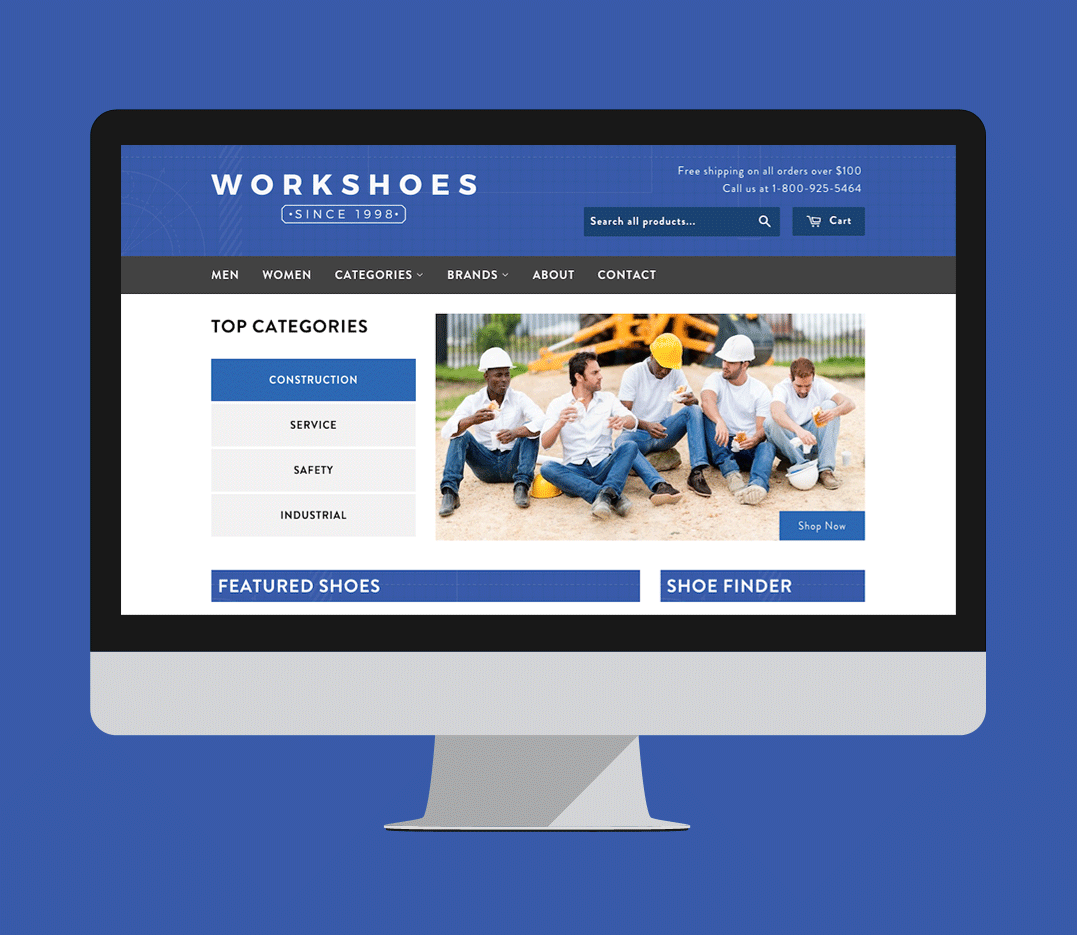 WORKSHOES
•SINCE 1998•
Free shipping on all orders over $100
Call us at 1-800-925-5464
Search all products...
Cart
MEN WOMEN CATEGORIES BRANDS ABOUT CONTACT
TOP CATEGORIES
CONSTRUCTION
SERVICE
SAFETY
INDUSTRIAL
Shop Now
FEATURED SHOES
SHOE FINDER